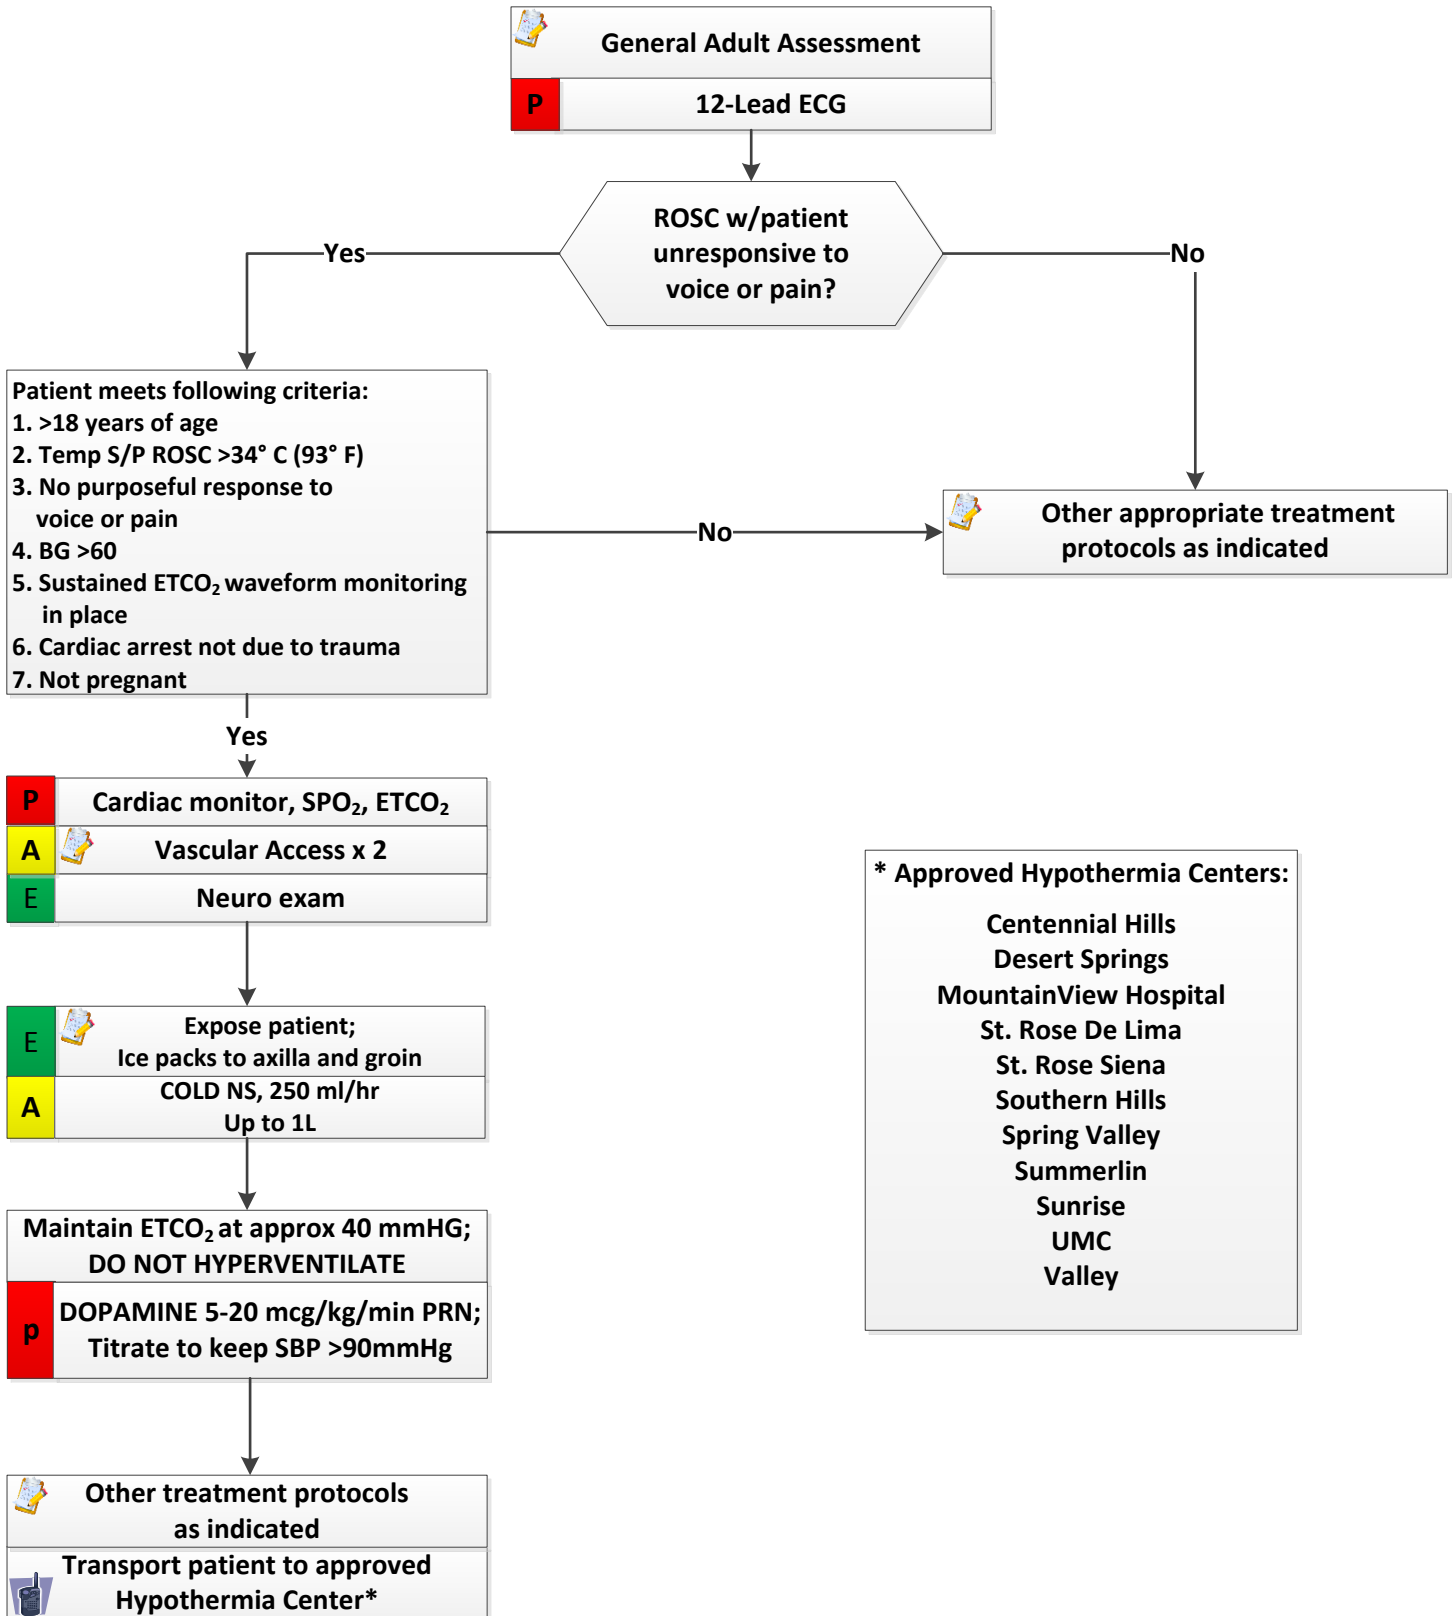 General Adult Assessment
P
12-Lead ECG
ROSC w/patient
unresponsive to
voice or pain?
Yes
No
Patient meets following criteria:
1. >18 years of age
2. Temp S/P ROSC >34° C (93° F)
3. No purposeful response to
voice or pain
4. BG >60
5. Sustained ETCO₂ waveform monitoring
in place
6. Cardiac arrest not due to trauma
7. Not pregnant
No
Other appropriate treatment
protocols as indicated
Yes
P
Cardiac monitor, SPO₂, ETCO₂
A
Vascular Access x 2
E
Neuro exam
E
Expose patient;
Ice packs to axilla and groin
A
COLD NS, 250 ml/hr
Up to 1L
Maintain ETCO₂ at approx 40 mmHG;
DO NOT HYPERVENTILATE
p
DOPAMINE 5-20 mcg/kg/min PRN;
Titrate to keep SBP >90mmHg
Other treatment protocols
as indicated
Transport patient to approved
Hypothermia Center*
* Approved Hypothermia Centers:
Centennial Hills
Desert Springs
MountainView Hospital
St. Rose De Lima
St. Rose Siena
Southern Hills
Spring Valley
Summerlin
Sunrise
UMC
Valley